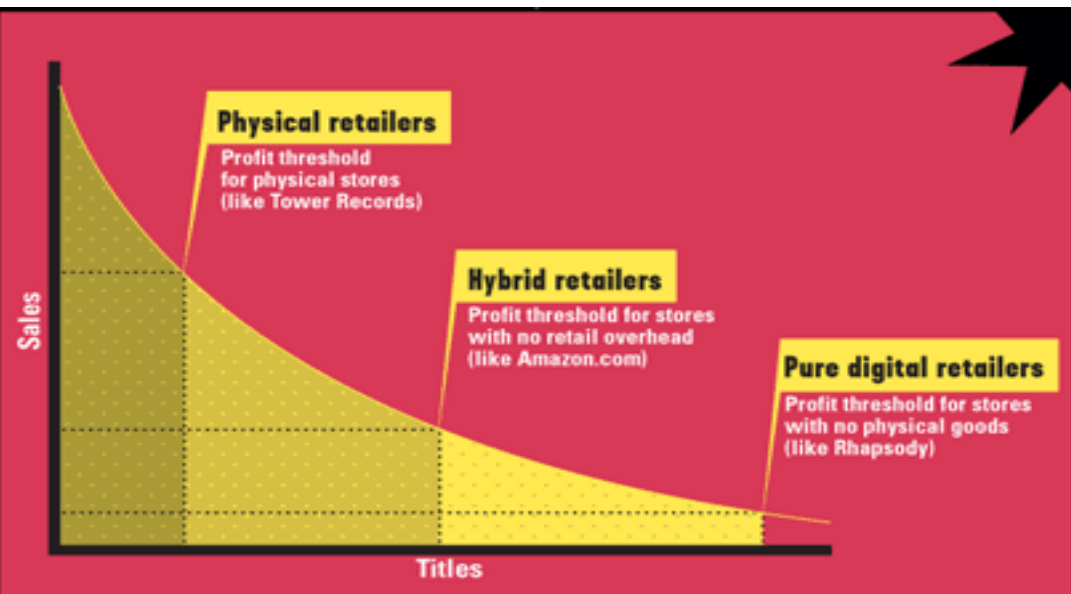 Physical retailers
Profit threshold
for physical stores
(like Tower Records)
Hybrid retailers
Profit threshold for stores
with no retail overhead
(like Amazon.com)
Pure digital retailers
Profit threshold for stores
with no physical goods
(like Rhapsody)
Sales
Titles